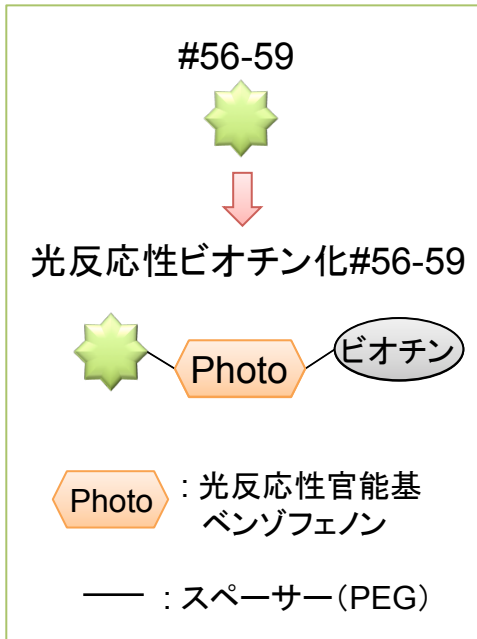 #56-59
光反応性ビオチン化#56-59
Photo
ビオチン
Photo
: 光反応性官能基
ベンゾフェノン
: スペーサー(PEG)